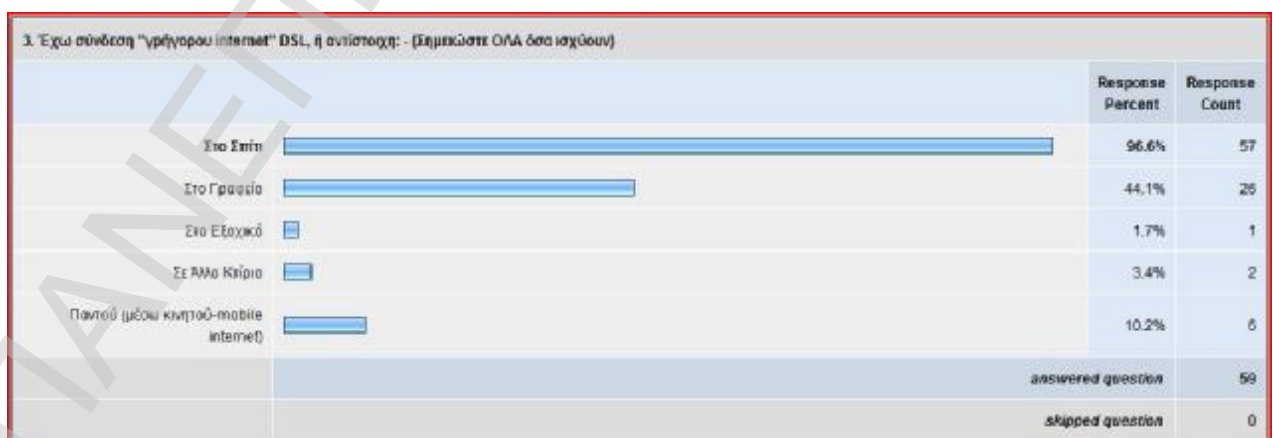 3. Έχω σύνδεση "γρήγορου internet" DSL, ή αντίστοιχη: - (Σημειώστε ΟΛΑ όσα ισχύουν)
Response Percent
Response Count
Στο Σπίτι 96.6% 57
Στο Γραφείο 44.1% 26
Στο Εξοχικό 1.7% 1
Σε Άλλο Κτίριο 3.4% 2
Παντού (μέσω κινητού-mobile
internet) 10.2% 6
answered question 59
skipped question 0